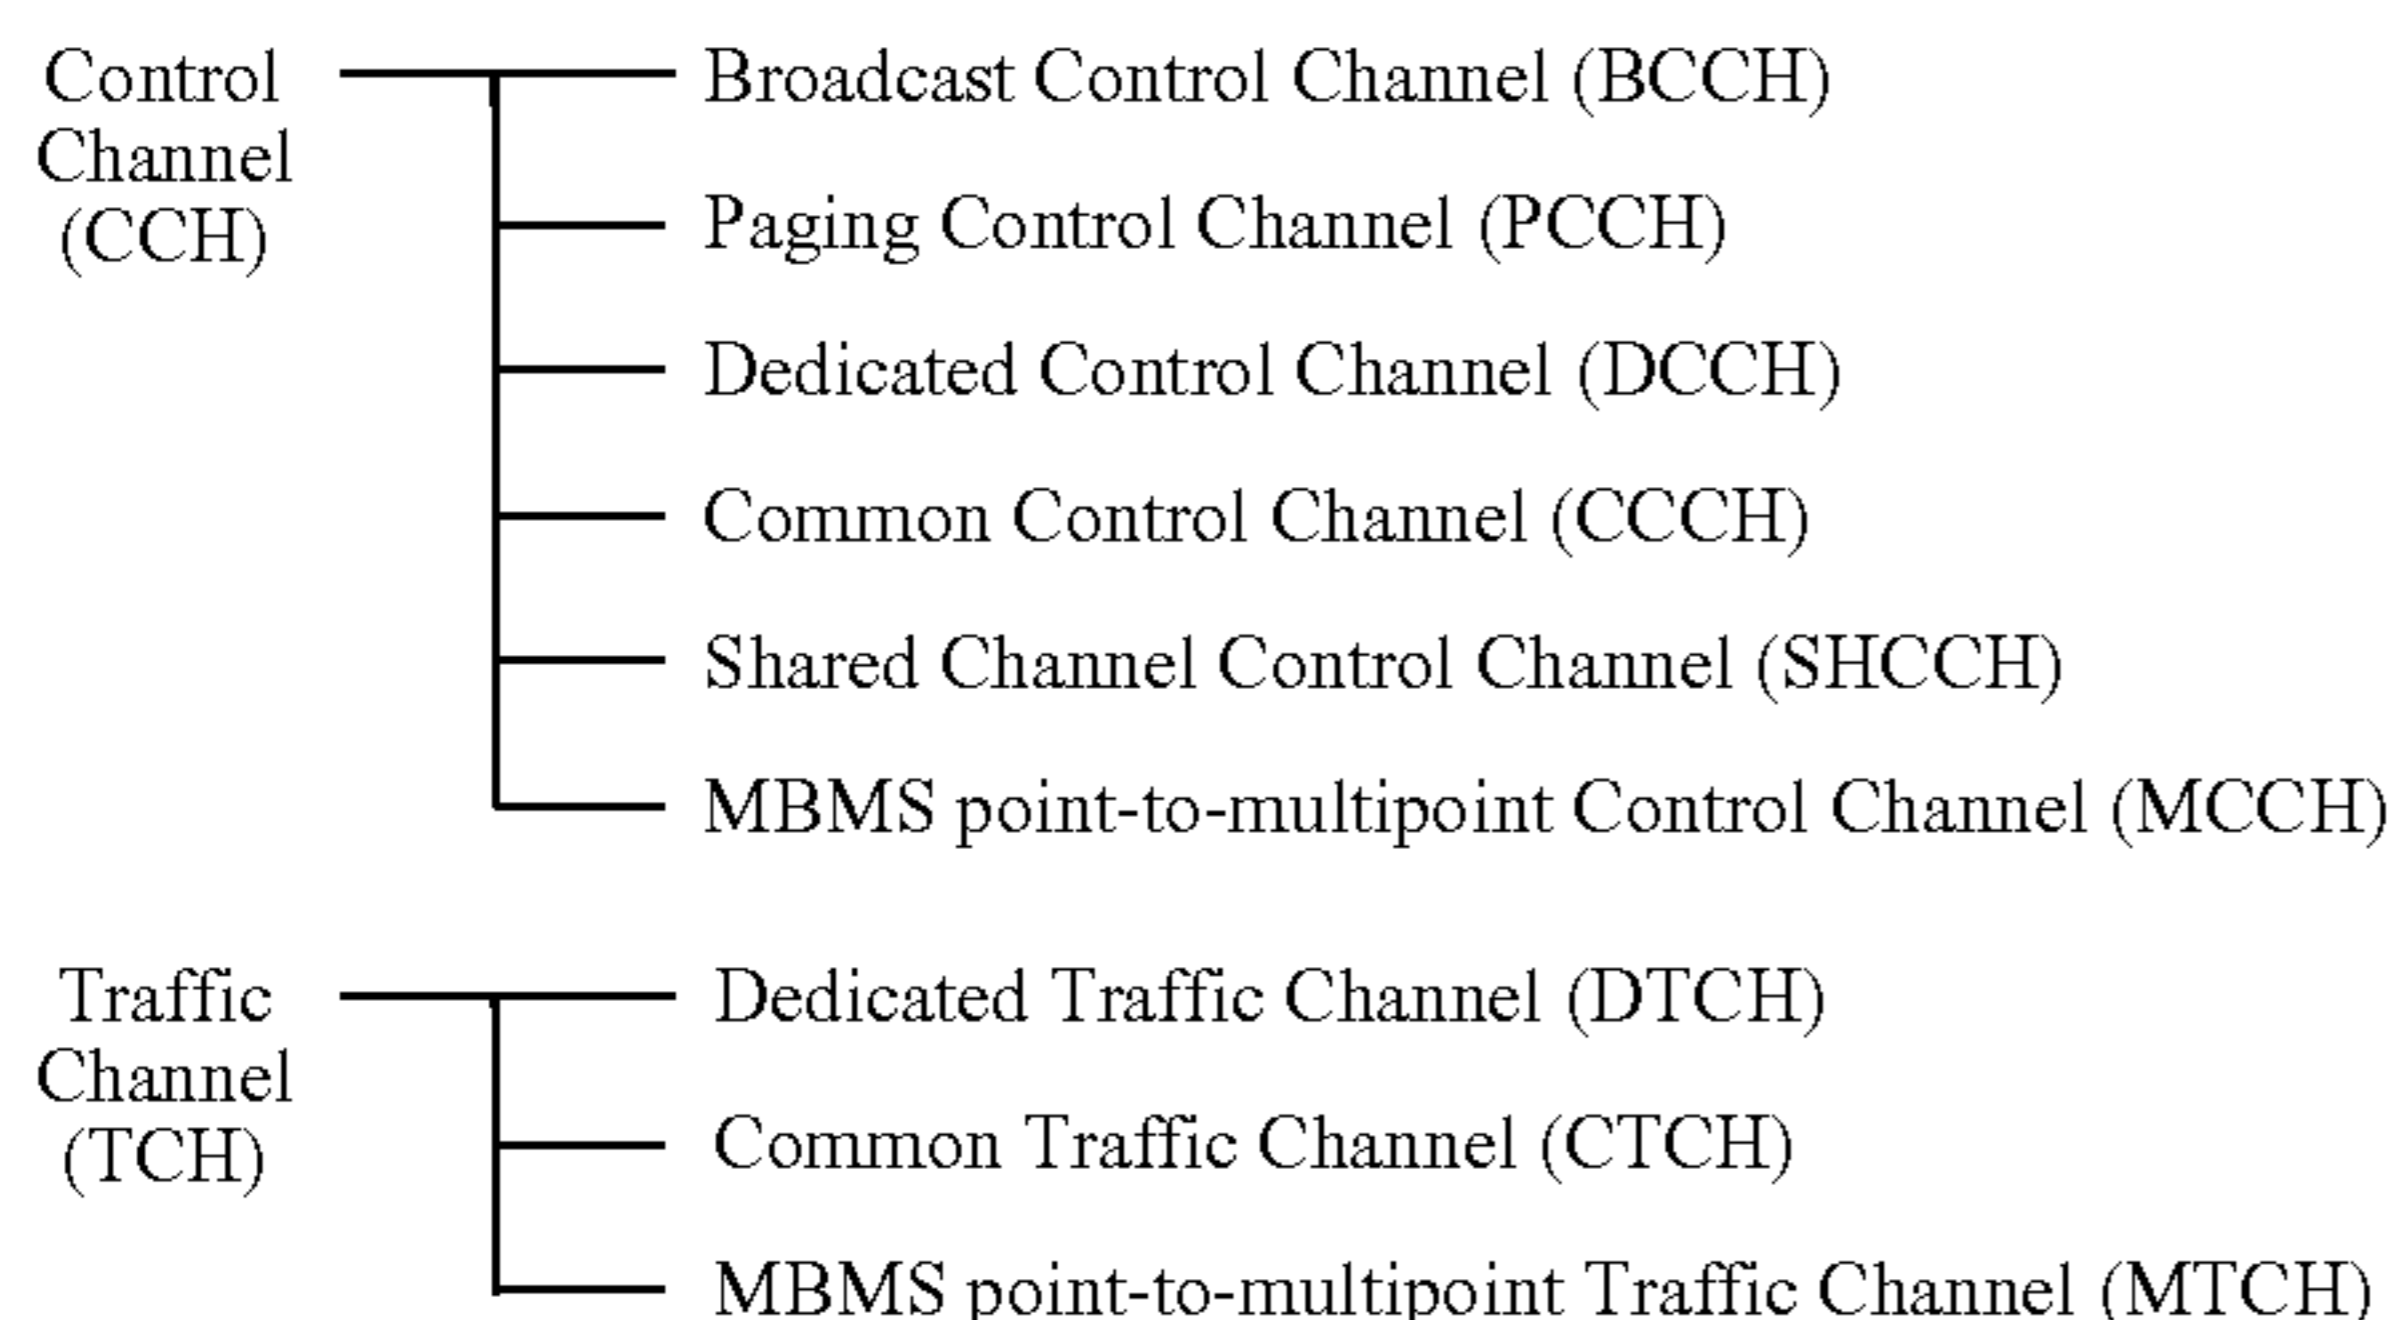 Control
Channel
(CCH)
Broadcast Control Channel (BCCH)
Paging Control Channel (PCCH)
Dedicated Control Channel (DCCH)
Common Control Channel (CCCH)
Shared Channel Control Channel (SHCCH)
MBMS point-to-multipoint Control Channel (MCCH)
Traffic
Channel
(TCH)
Dedicated Traffic Channel (DTCH)
Common Traffic Channel (CTCH)
MBMS point-to-multipoint Traffic Channel (MTCH)